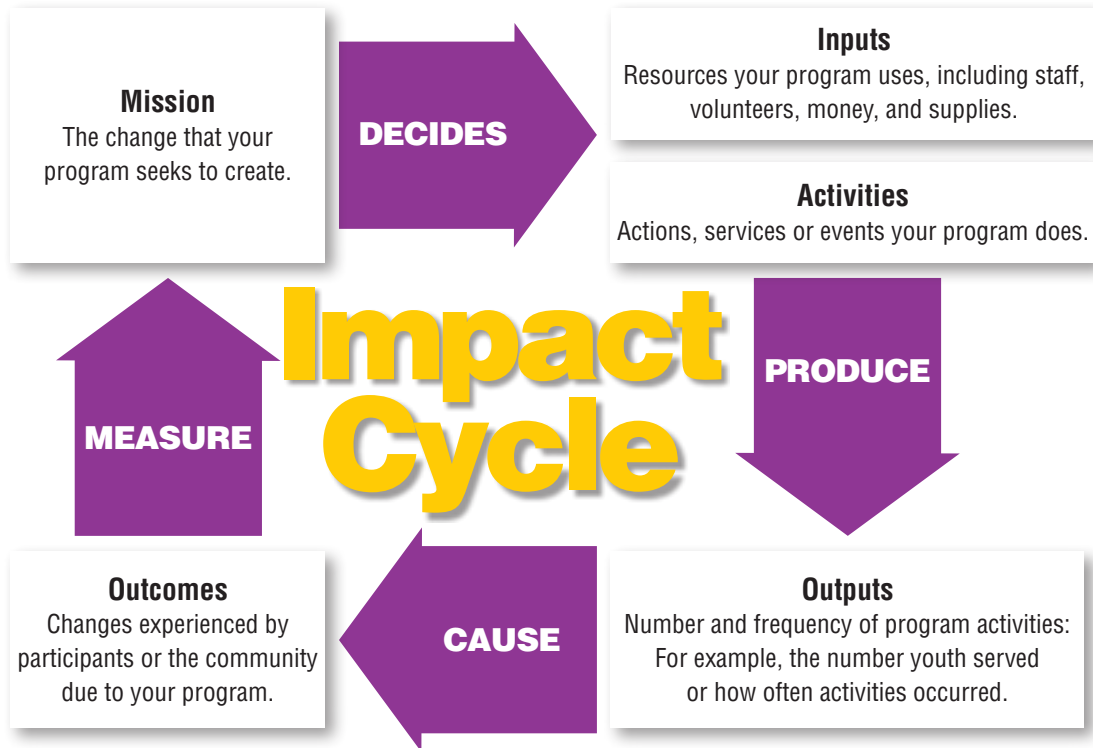 Mission
The change that your
program seeks to create.
DECIDES
Inputs
Resources your program uses, including staff,
volunteers, money, and supplies.
Activities
Actions, services or events your program does.
Impact
Cycle
PRODUCE
MEASURE
Outcomes
Changes experienced by
participants or the community
due to your program.
CAUSE
Outputs
Number and frequency of program activities:
For example, the number youth served
or how often activities occurred.